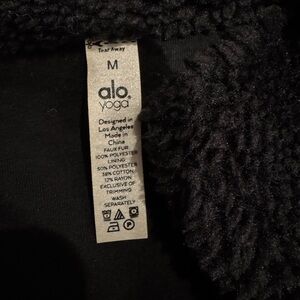 Tear Away
M
alo.
yoga
Designed in
Los Angeles
Made in
China
FAUX FUR
100% POLYESTER
LINING
50% POLYESTER
38% COTTON
12% RAYON
EXCLUSIVE OF
TRIMMING
WASH
SEPARATELY